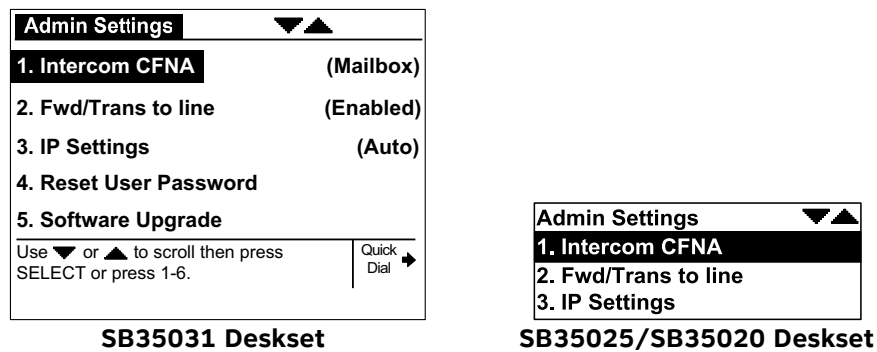 Admin Settings
1. Intercom CFNA (Mailbox)
2. Fwd/Trans to line (Enabled)
3. IP Settings (Auto)
4. Reset User Password
5. Software Upgrade
Use ▼ or ▲ to scroll then press
SELECT or press 1-6.
Quick
Dial
SB35031 Deskset
Admin Settings
1. Intercom CFNA
2. Fwd/Trans to line
3. IP Settings
SB35025/SB35020 Deskset